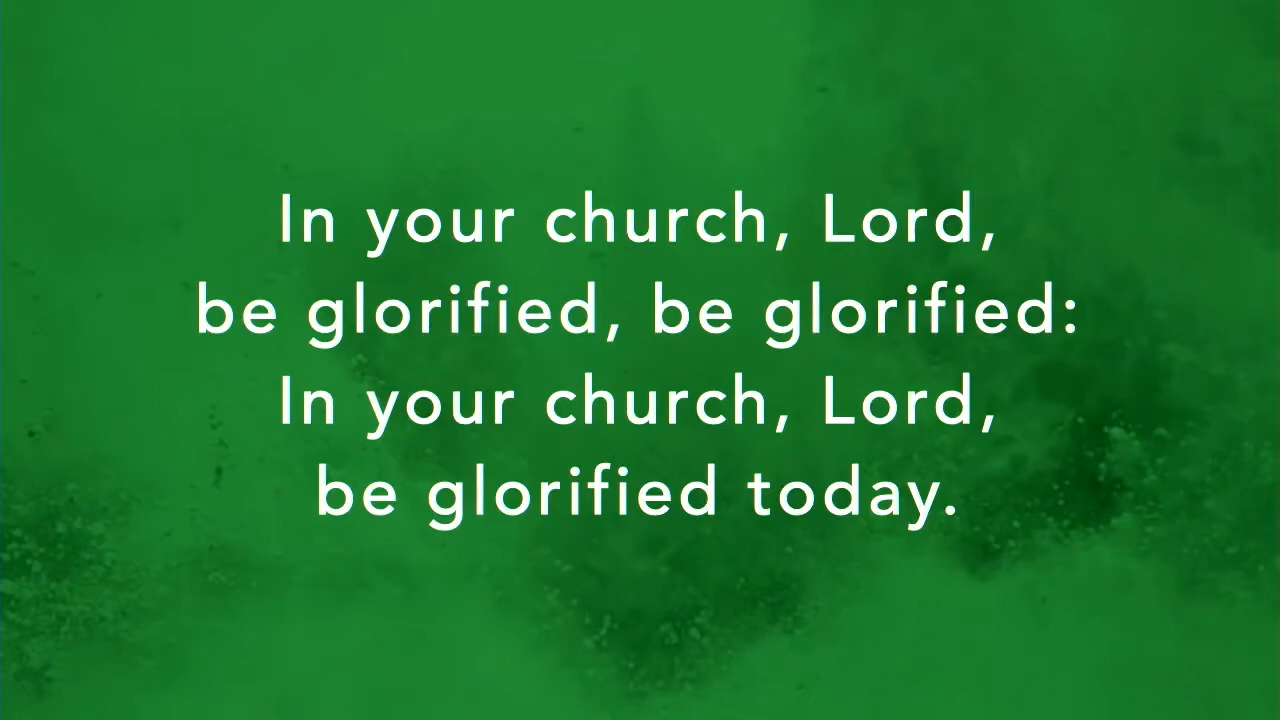 In your church, Lord,
be glorified, be glorified:
In your church, Lord,
be glorified today.